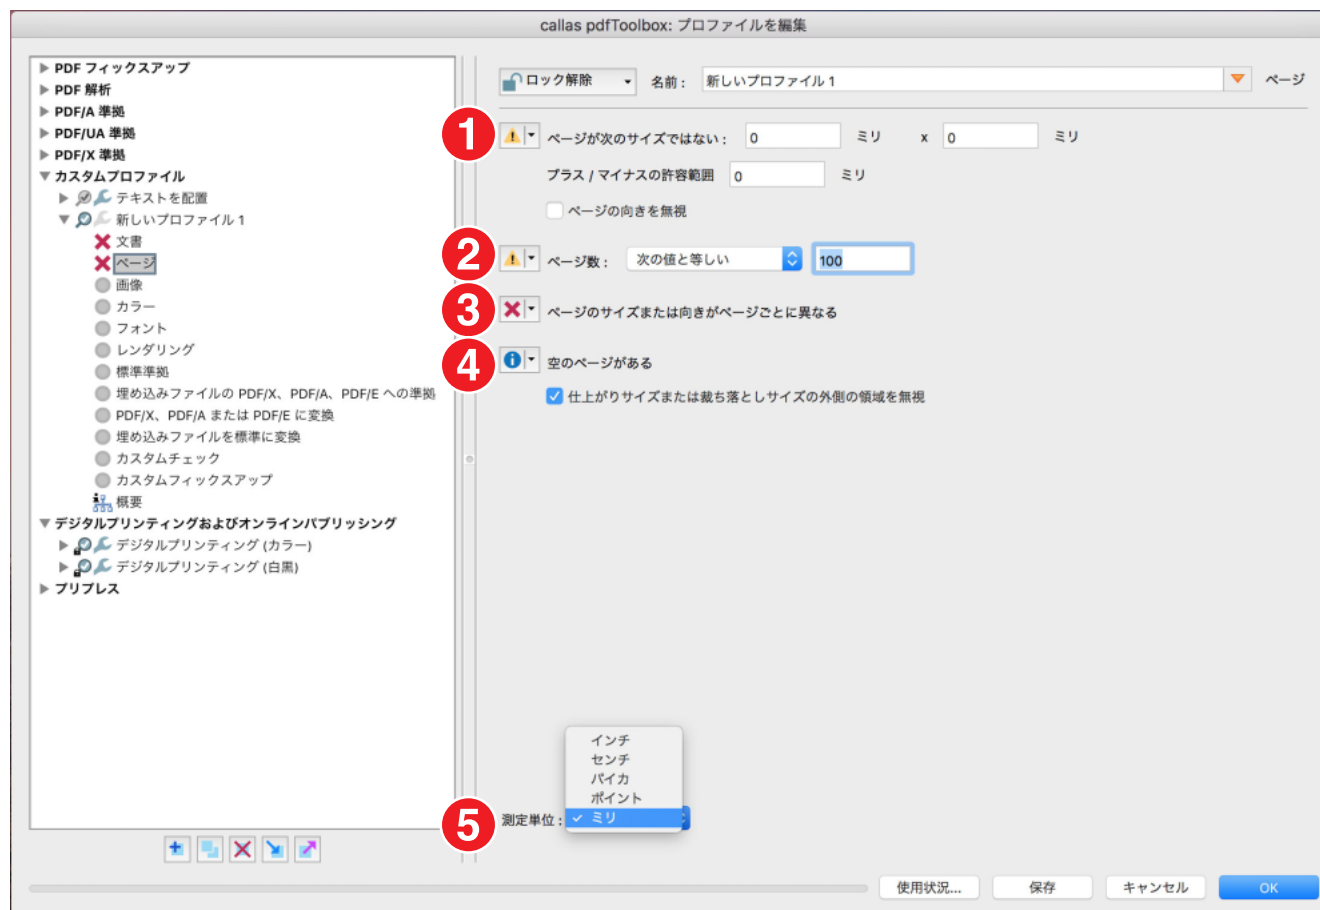 callas pdfToolbox: プロファイルを編集
PDF フィックスアップ
PDF 解析
PDF/A 準拠
PDF/UA 準拠
PDF/X 準拠
カスタムプロファイル
テキストを配置
新しいプロファイル 1
文書
ページ
画像
カラー
フォント
レンダリング
標準準拠
埋め込みファイルの PDF/X、PDF/A、PDF/E への準拠
PDF/X、PDF/A または PDF/E に変換
埋め込みファイルを標準に変換
カスタムチェック
カスタムフィックスアップ
概要
デジタルプリンティングおよびオンラインパブリッシング
デジタルプリンティング (カラー)
デジタルプリンティング (白黒)
プリプレス
ロック解除 名前： 新しいプロファイル 1 ページ
1 ページが次のサイズではない： 0 ミリ x 0 ミリ
プラス / マイナスの許容範囲 0 ミリ
ページの向きを無視
2 ページ数： 次の値と等しい 100
3 ページのサイズまたは向きがページごとに異なる
4 空のページがある
仕上がりサイズまたは裁ち落としサイズの外側の領域を無視
インチ
センチ
パイカ
ポイント
5 測定単位： ミリ
使用状況... 保存 キャンセル OK